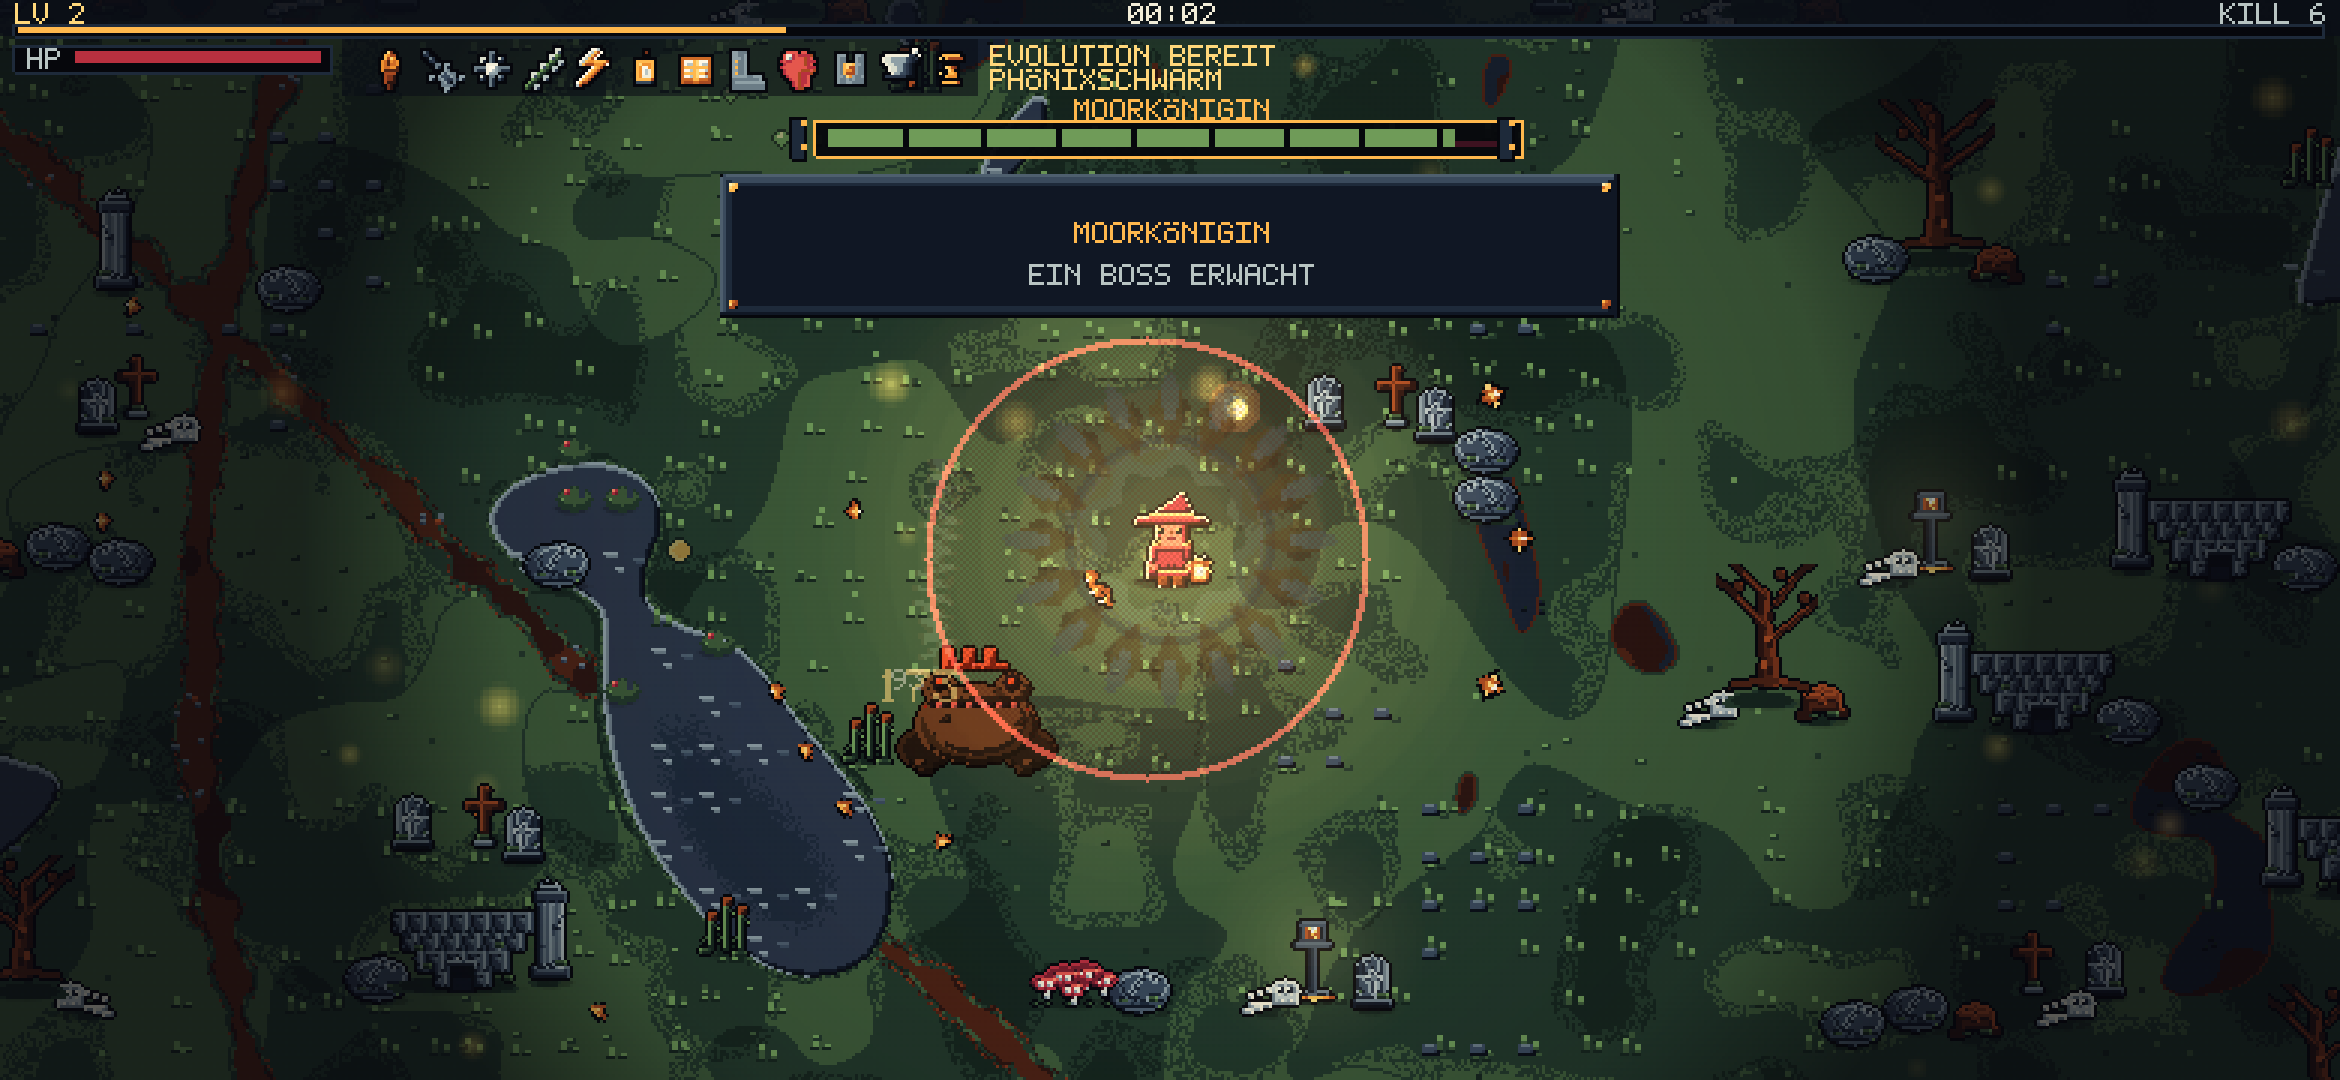 LV 2
00:02
KILL 6
HP
EVOLUTION BEREIT
PHÖNIXSCHWARM
MOORKÖNIGIN
MOORKÖNIGIN
EIN BOSS ERWACHT